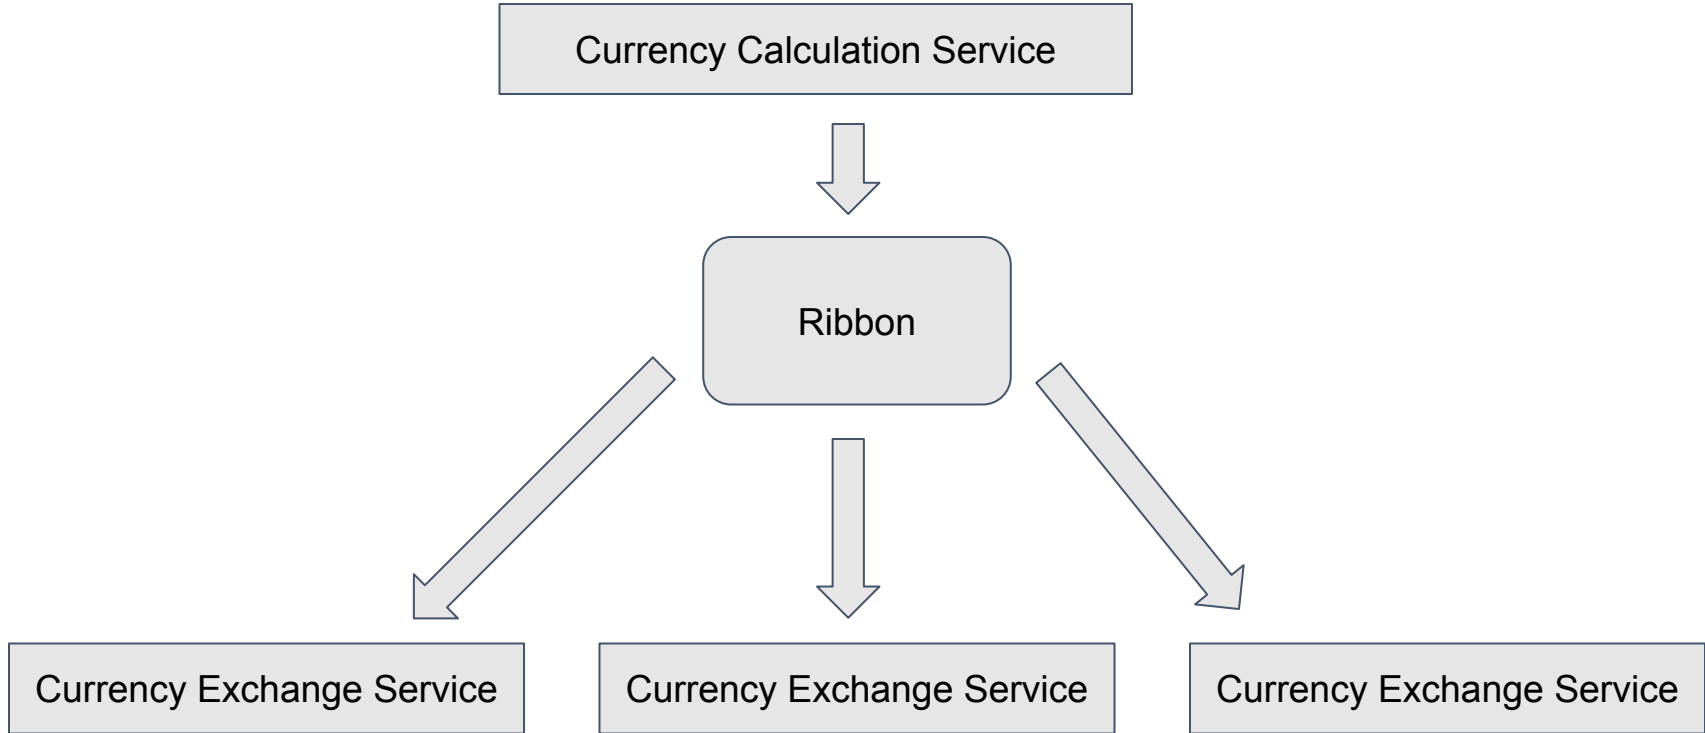 Currency Calculation Service
Ribbon
Currency Exchange Service
Currency Exchange Service
Currency Exchange Service